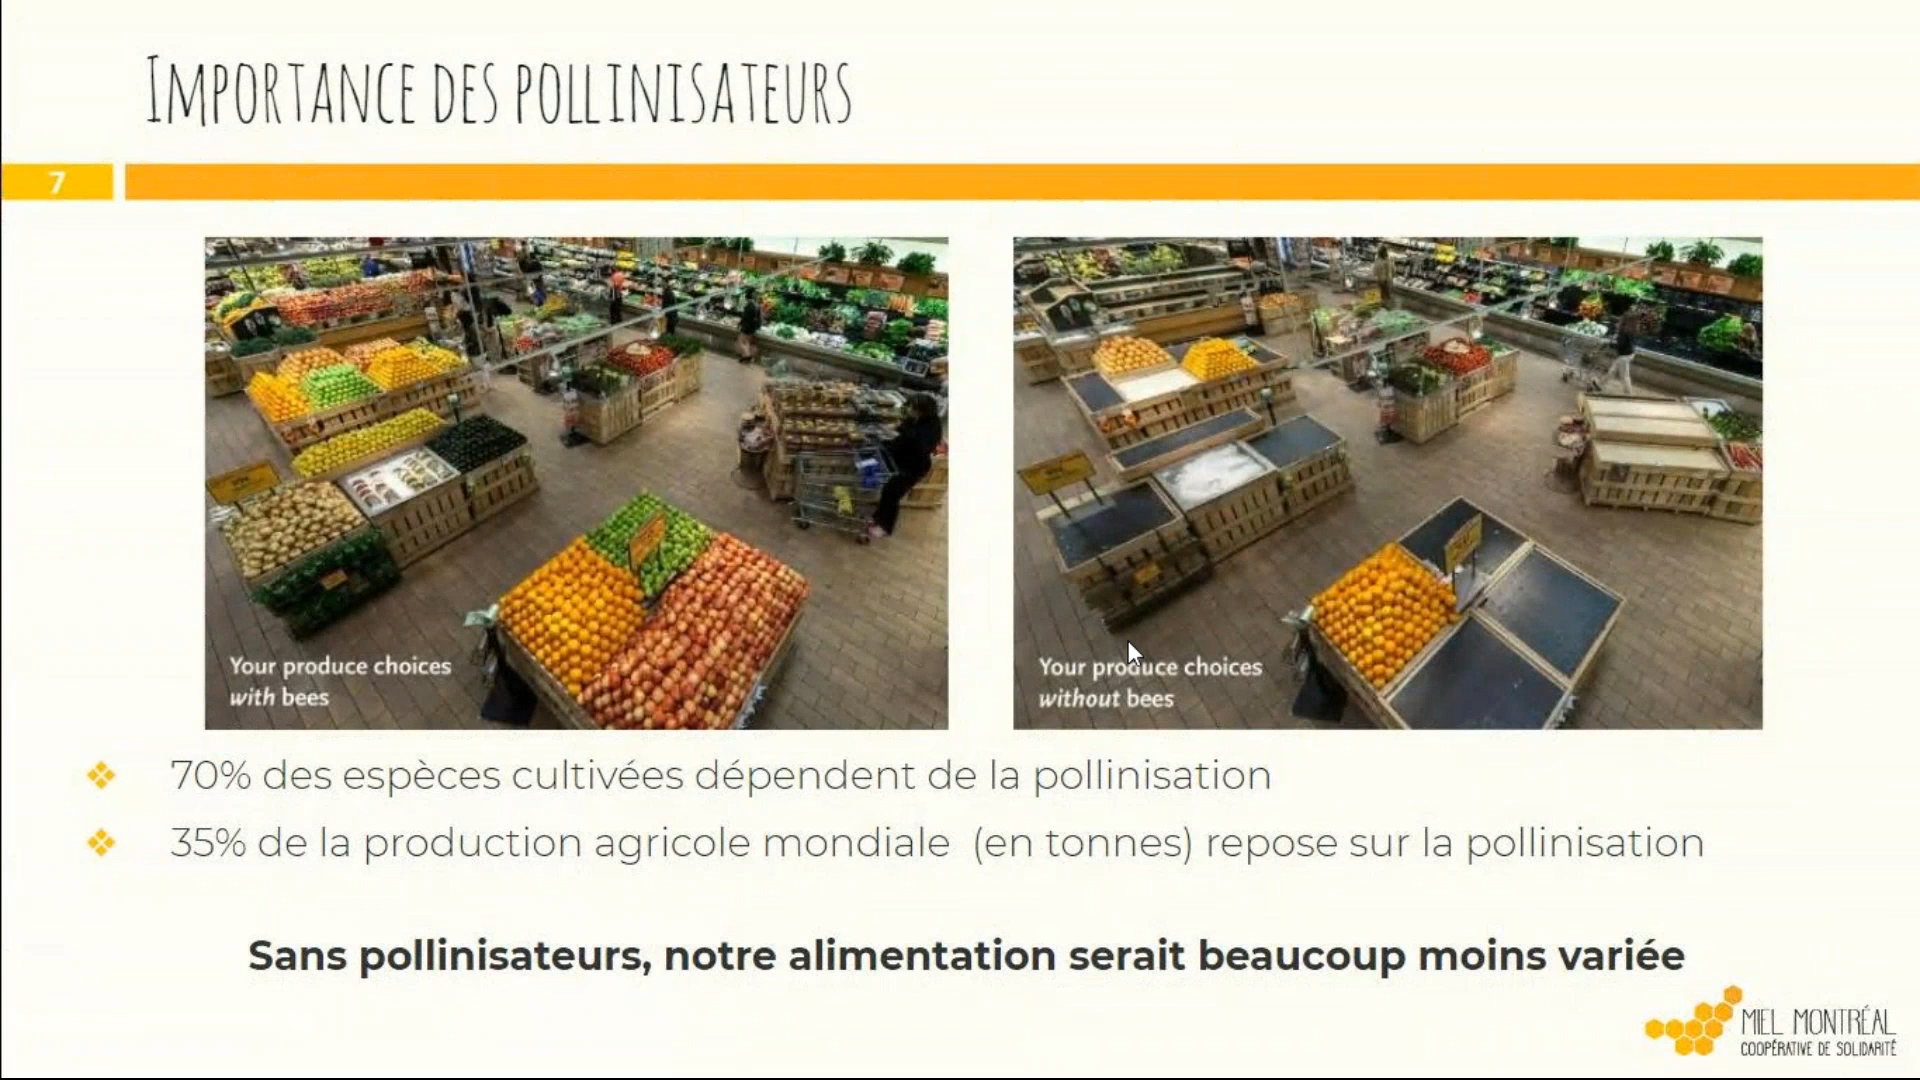 Importance des pollinisateurs
7
Your produce choices
with bees
Your produce choices
without bees
70% des espèces cultivées dépendent de la pollinisation
35% de la production agricole mondiale (en tonnes) repose sur la pollinisation
Sans pollinisateurs, notre alimentation serait beaucoup moins variée
MIEL MONTRÉAL
COOPÉRATIVE DE SOLIDARITÉ